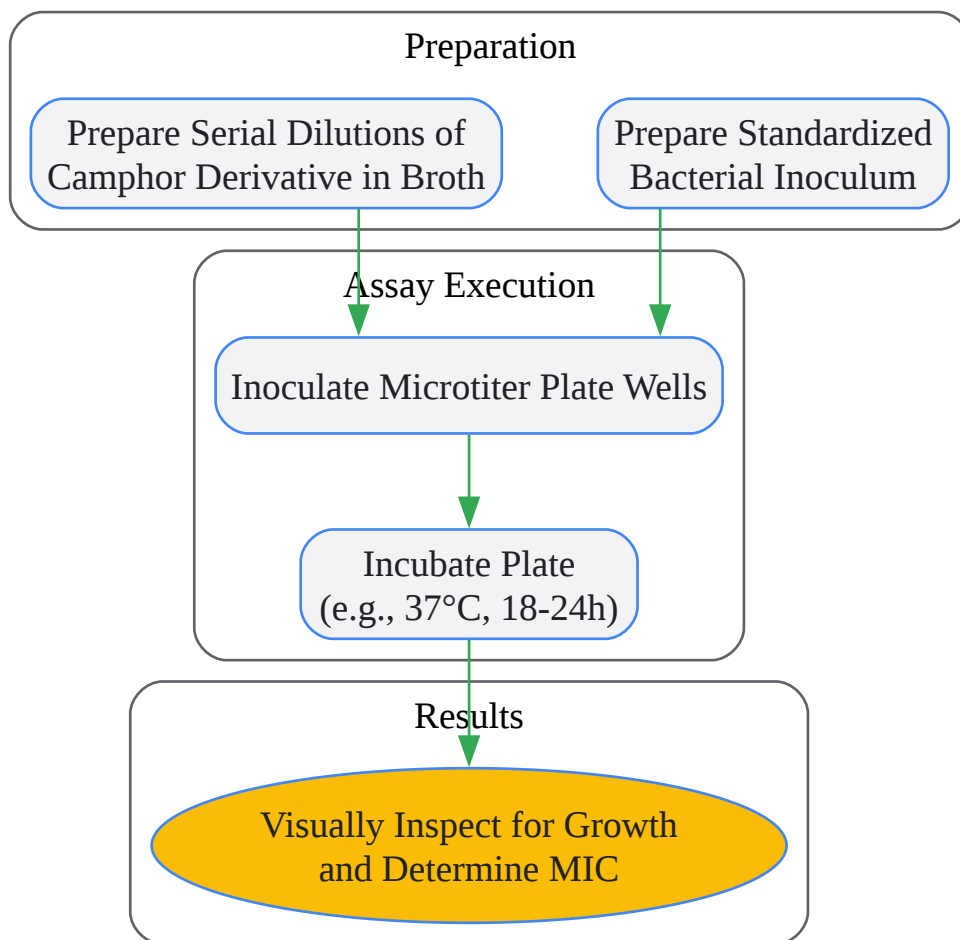 Preparation
Prepare Serial Dilutions of
Camphor Derivative in Broth
Prepare Standardized
Bacterial Inoculum
Assay Execution
Inoculate Microtiter Plate Wells
Incubate Plate
(e.g., 37°C, 18-24h)
Results
Visually Inspect for Growth
and Determine MIC